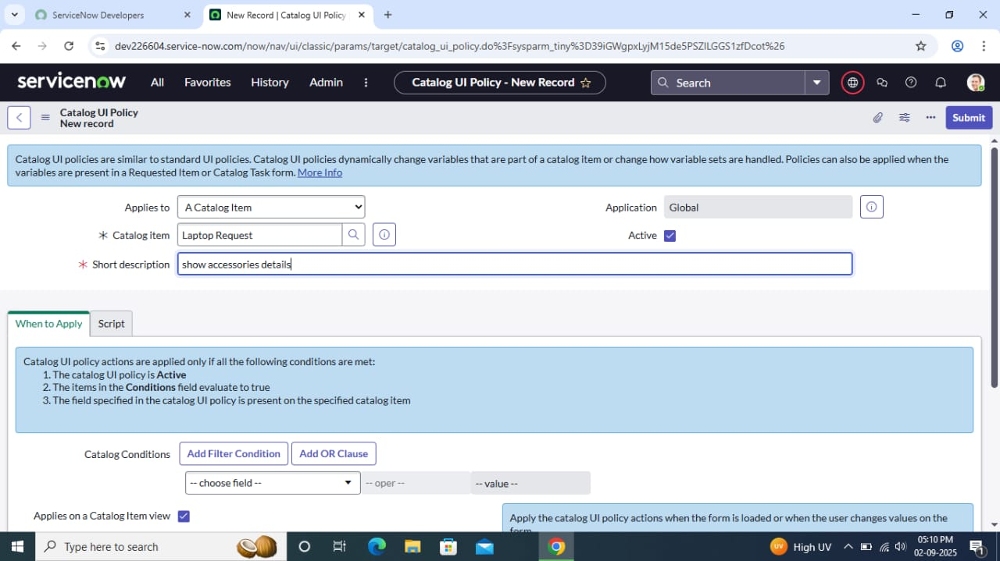 ServiceNow Developers
New Record | Catalog UI Policy
dev226604.service-now.com/now/nav/ui/classic/params/target/catalog_ui_policy.do%3Fsysparm_tiny%3D39iGWgpxLyjM15de5PSZILGGS1zfDcot%26
servicenow All Favorites History Admin Catalog UI Policy - New Record Search
Catalog UI Policy
New record
Submit
Catalog UI policies are similar to standard UI policies. Catalog UI policies dynamically change variables that are part of a catalog item or change how variable sets are handled. Policies can also be applied when the
variables are present in a Requested Item or Catalog Task form. More Info
Applies to A Catalog Item Application Global
Catalog item Laptop Request Active
Short description show accessories details
When to Apply Script
Catalog UI policy actions are applied only if all the following conditions are met:
1. The catalog UI policy is Active
2. The items in the Conditions field evaluate to true
3. The field specified in the catalog UI policy is present on the specified catalog item
Catalog Conditions Add Filter Condition Add OR Clause
-- choose field -- -- oper -- -- value --
Applies on a Catalog Item view
Apply the catalog UI policy actions when the form is loaded or when the user changes values on the
form
Type here to search
UV High UV
05:10 PM
02-09-2025
1